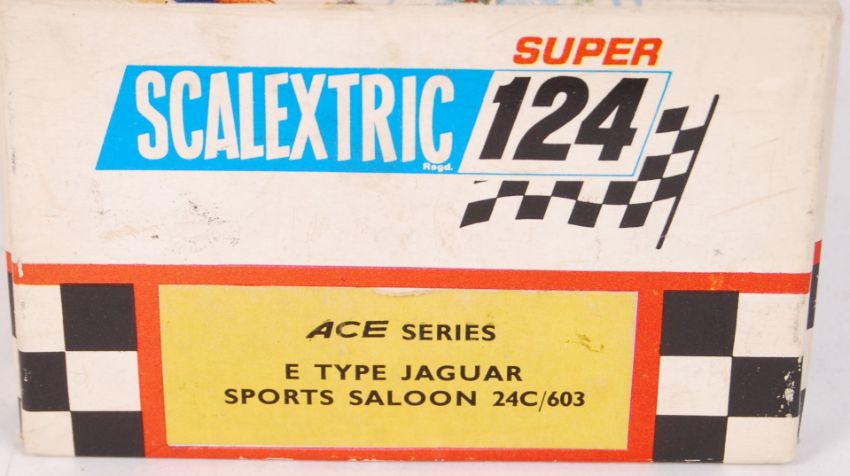 SUPER
SCALEXTRIC 124
Regd.
ACE SERIES
E TYPE JAGUAR
SPORTS SALOON 24C/603